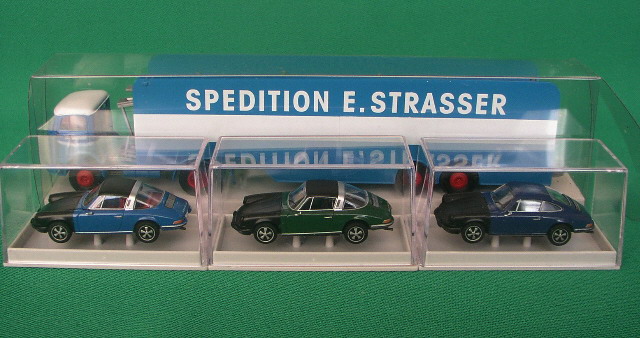 SPEDITION E. STRASSER